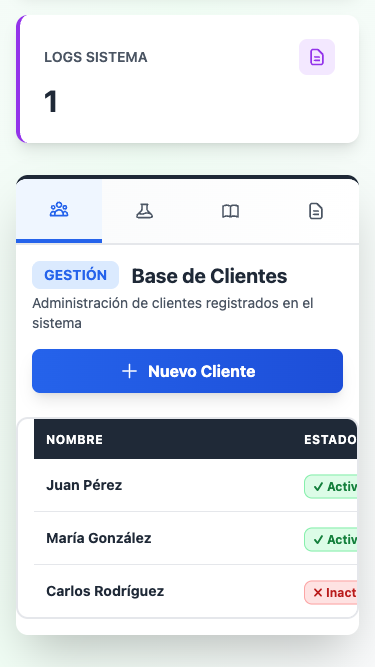 LOGS SISTEMA
1
GESTIÓN Base de Clientes
Administración de clientes registrados en el
sistema
Nuevo Cliente
NOMBRE ESTADO
Juan Pérez ✓ Activ
María González ✓ Activ
Carlos Rodríguez ✕ Inact